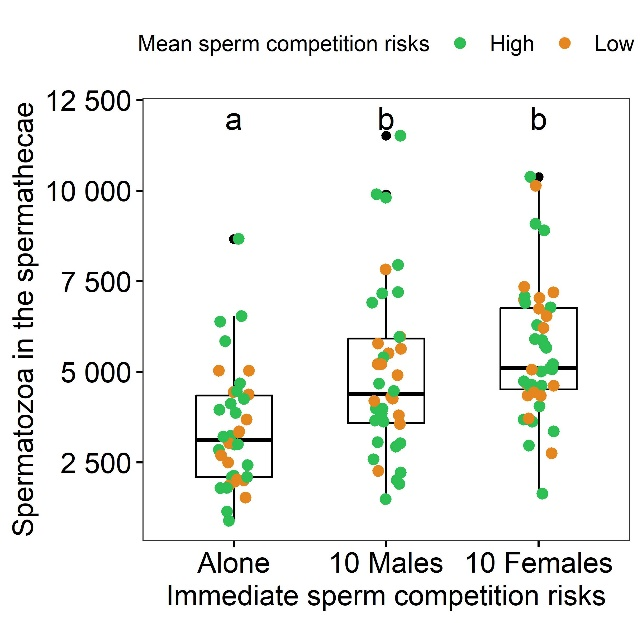 Mean sperm competition risks High Low
Spermatozoa in the spermathecae
12 500
10 000
7 500
5 000
2 500
a b b
Alone 10 Males 10 Females
Immediate sperm competition risks